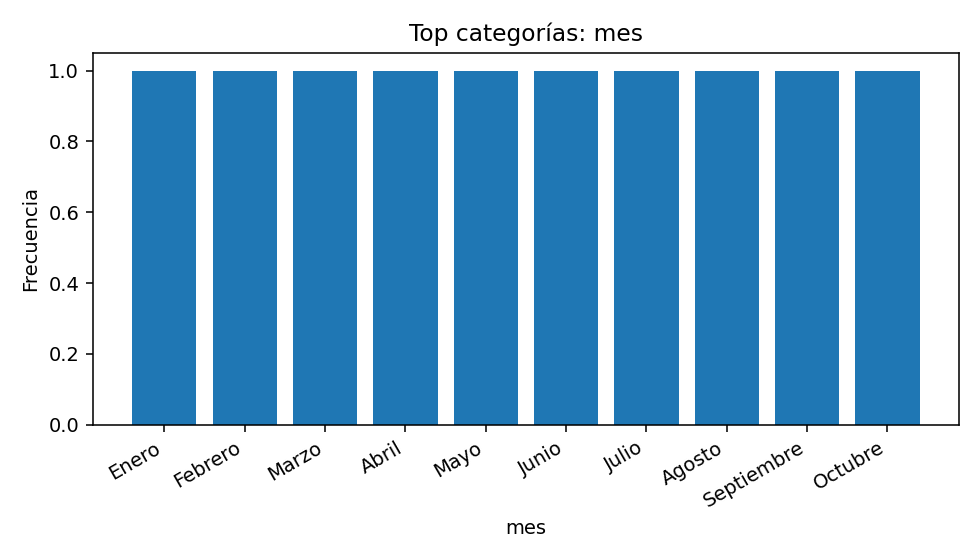 Top categorías: mes
Frecuencia
1.0
0.8
0.6
0.4
0.2
0.0
Enero
Febrero
Marzo
Abril
Mayo
Junio
Julio
Agosto
Septiembre
Octubre
mes